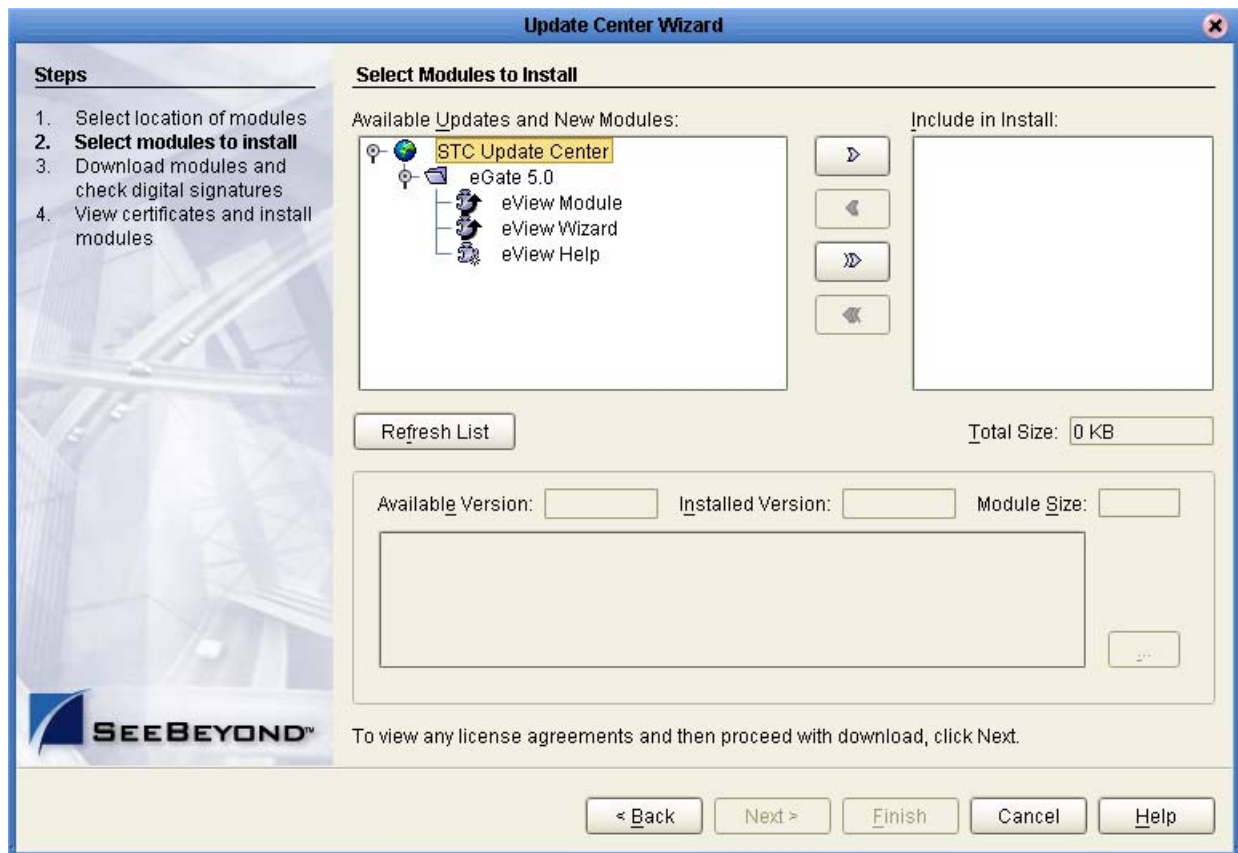 Update Center Wizard
Steps
1. Select location of modules
2. Select modules to install
3. Download modules and
check digital signatures
4. View certificates and install
modules
SEEBEYOND™
Select Modules to Install
Available Updates and New Modules:
STC Update Center
eGate 5.0
eView Module
eView Wizard
eView Help
Include in Install:
Refresh List
Total Size: 0 KB
Available Version:
Installed Version:
Module Size:
...
To view any license agreements and then proceed with download, click Next.
< Back
Next >
Finish
Cancel
Help